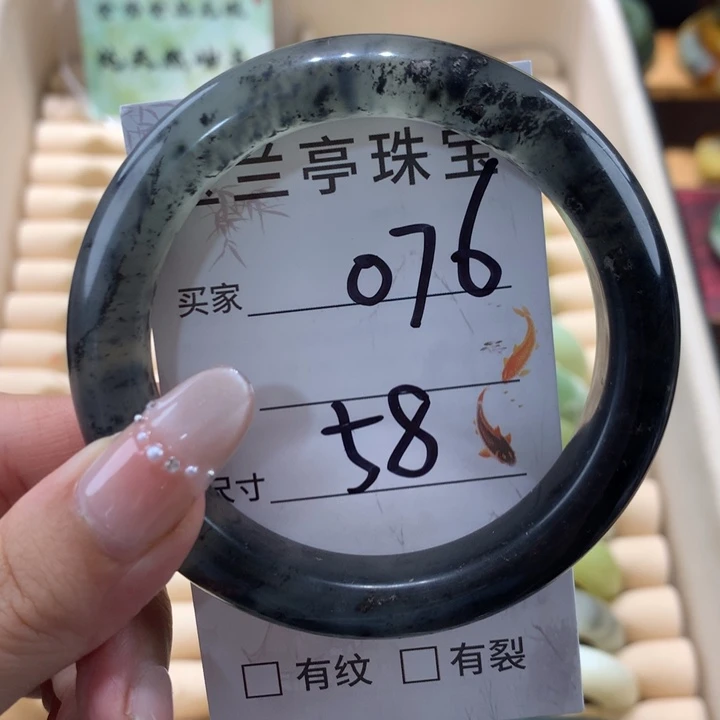 兰亭珠宝
买家 076
尺寸 58
□ 有纹 □ 有裂